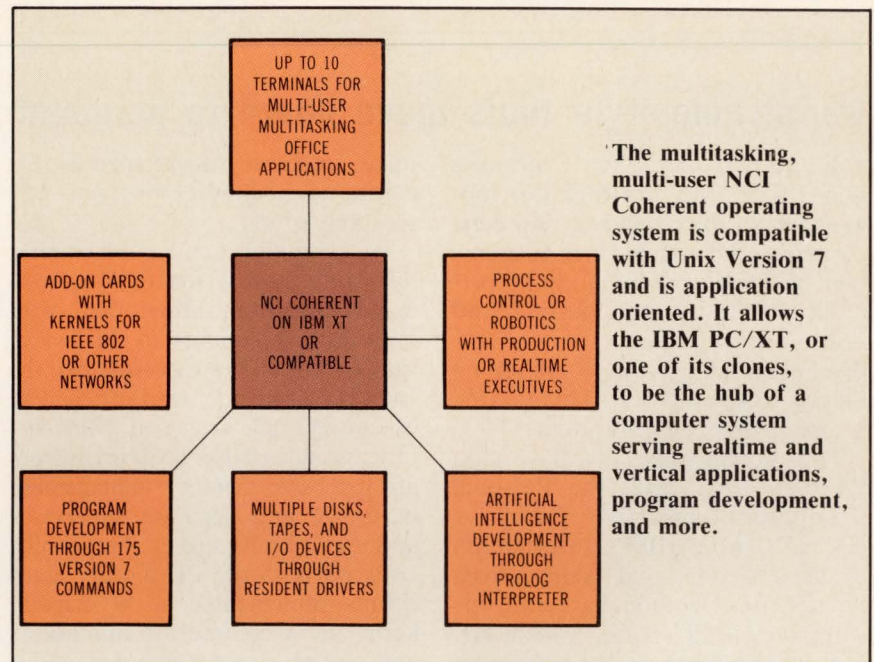 UP TO 10
TERMINALS FOR
MULTI-USER
MULTITASKING
OFFICE
APPLICATIONS
ADD-ON CARDS
WITH
KERNELS FOR
IEEE 802
OR OTHER
NETWORKS
NCI COHERENT
ON IBM XT
OR
COMPATIBLE
PROCESS
CONTROL OR
ROBOTICS
WITH PRODUCTION
OR REALTIME
EXECUTIVES
PROGRAM
DEVELOPMENT
THROUGH 175
VERSION 7
COMMANDS
MULTIPLE DISKS,
TAPES, AND
I/O DEVICES
THROUGH
RESIDENT DRIVERS
ARTIFICIAL
INTELLIGENCE
DEVELOPMENT
THROUGH
PROLOG
INTERPRETER
The multitasking,
multi-user NCI
Coherent operating
system is compatible
with Unix Version 7
and is application
oriented. It allows
the IBM PC/XT, or
one of its clones,
to be the hub of a
computer system
serving realtime and
vertical applications,
program development,
and more.